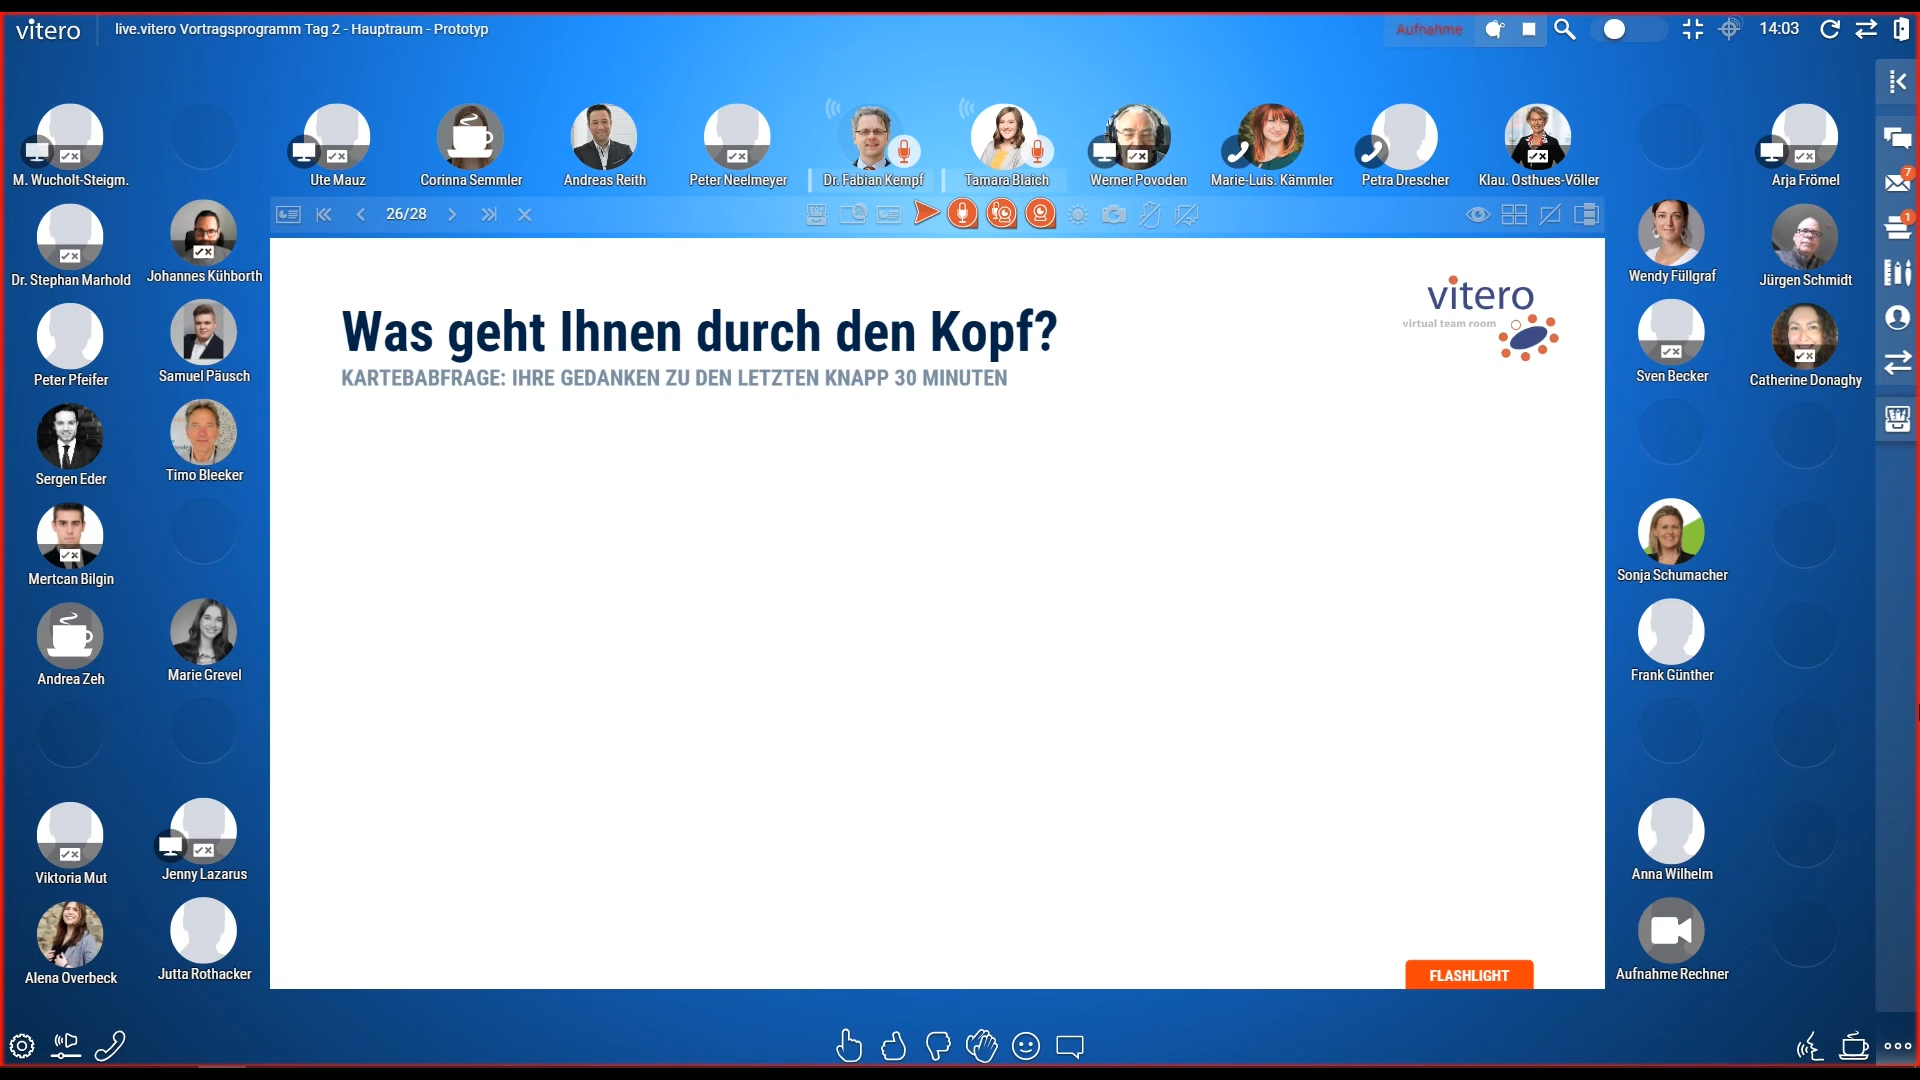 vitero
live.vitero Vortragsprogramm Tag 2 - Hauptraum - Prototyp
Aufnahme
14:03
M. Wucholt-Steigm.
Ute Mauz
Corinna Semmler
Andreas Reith
Peter Neelmeyer
Dr. Fabian Kempf
Tamara Blaich
Werner Povoden
Marie-Luis. Kämmler
Petra Drescher
Klau. Osthues-Völler
Arja Frömel
7
26/28
1
Dr. Stephan Marhold
Johannes Kühborth
Wendy Füllgraf
Jürgen Schmidt
Was geht Ihnen durch den Kopf?
KARTEBABFRAGE: IHRE GEDANKEN ZU DEN LETZTEN KNAPP 30 MINUTEN
vitero
virtual team room
Peter Pfeifer
Samuel Päusch
Sven Becker
Catherine Donaghy
Sergen Eder
Timo Bleeker
Mertcan Bilgin
Sonja Schumacher
Andrea Zeh
Marie Grevel
Frank Günther
Viktoria Mut
Jenny Lazarus
Anna Wilhelm
Alena Overbeck
Jutta Rothacker
Aufnahme Rechner
FLASHLIGHT